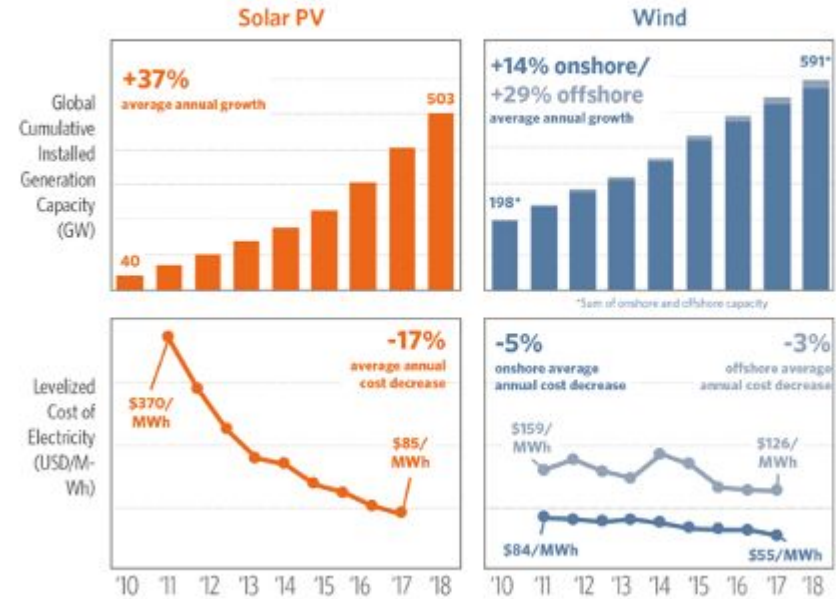 Solar PV
Wind
Global
Cumulative
Installed
Generation
Capacity
(GW)
+37%
average annual growth
40
503
+14% onshore/
+29% offshore
average annual growth
198*
591*
*Sum of onshore and offshore capacity
Levelized
Cost of
Electricity
(USD/M-
Wh)
-17%
average annual
cost decrease
$370/
MWh
$85/
MWh
-5%
onshore average
annual cost decrease
-3%
offshore average
annual cost decrease
$159/
MWh
$126/
MWh
$84/MWh
$55/MWh
'10 '11 '12 '13 '14 '15 '16 '17 '18
'10 '11 '12 '13 '14 '15 '16 '17 '18